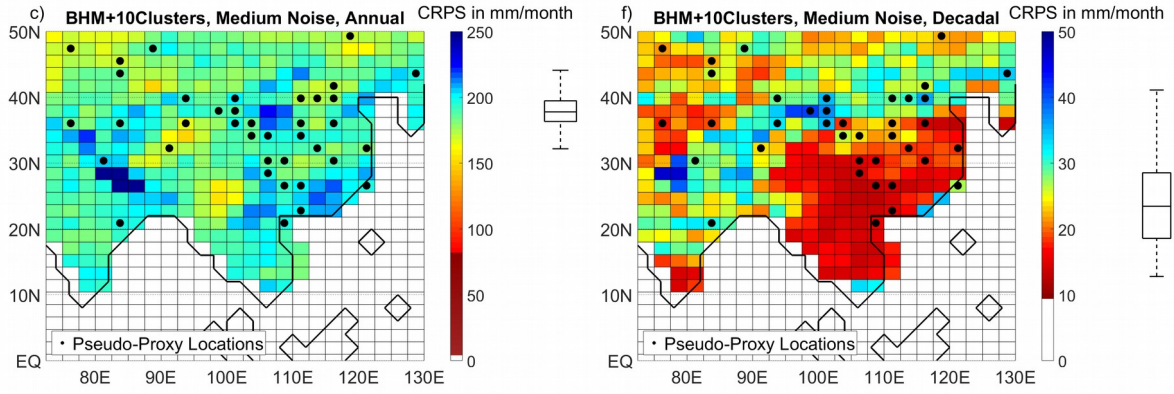 c) BHM+10Clusters, Medium Noise, Annual CRPS in mm/month
50N
40N
30N
20N
10N
EQ
80E 90E 100E 110E 120E 130E
• Pseudo-Proxy Locations
250
200
150
100
50
0
f) BHM+10Clusters, Medium Noise, Decadal CRPS in mm/month
50N
40N
30N
20N
10N
EQ
80E 90E 100E 110E 120E 130E
• Pseudo-Proxy Locations
50
40
30
20
10
0